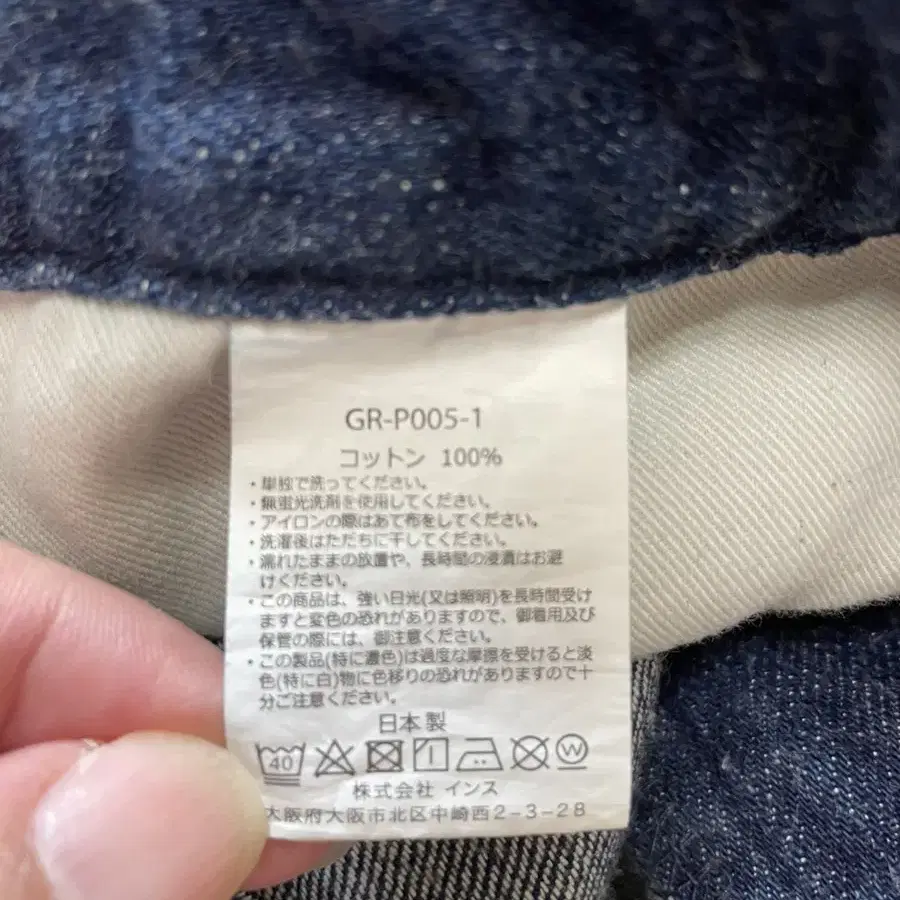 GR-P005-1
コットン 100%
・単独で洗ってください。
・無蛍光洗剤を使用してください。
・アイロンの際はあて布をしてください。
・洗濯後はただちに干してください。
・濡れたままの放置や、長時間の浸漬はお避
けください。
・この商品は、強い日光(又は照明)を長時間受け
ますと変色の恐れがありますので、御着用及び
保管の際には、御注意ください。
・この製品(特に濃色)は過度な摩擦を受けると淡
色(特に白)物に色移りの恐れがありますので十
分ご注意ください。
日本製
40 W
株式会社 インス
大阪府大阪市北区中崎西2-3-28